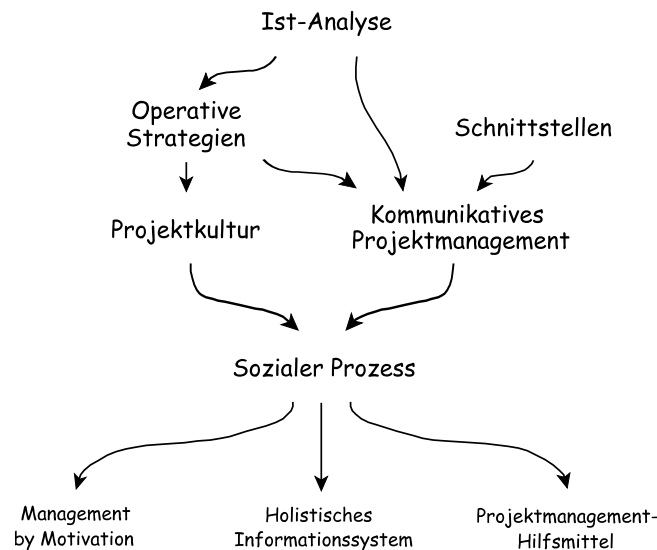 Ist-Analyse
Operative
Strategien
Schnittstellen
Projektkultur
Kommunikatives
Projektmanagement
Sozialer Prozess
Management
by Motivation
Holistisches
Informationssystem
Projektmanagement-
Hilfsmittel